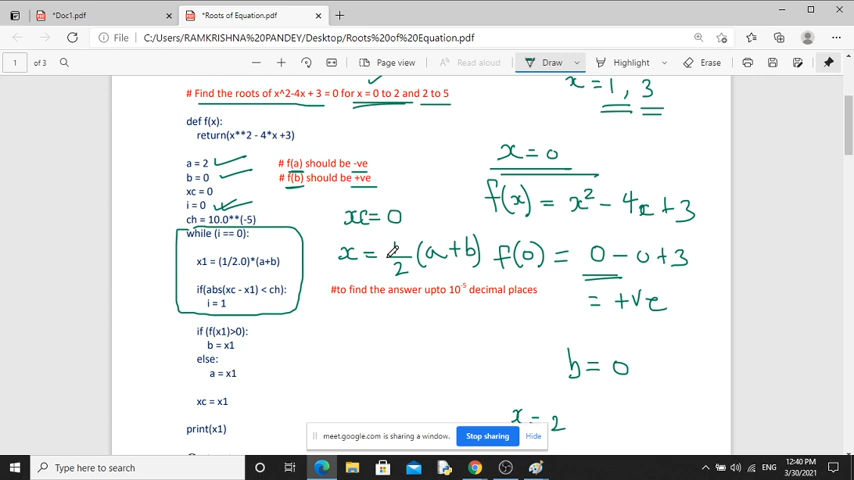 *Doc1.pdf
*Roots of Equation.pdf
File
C:/Users/RAMKRISHNA%20PANDEY/Desktop/Roots%20of%20Equation.pdf
1 of 3
Page view
Read aloud
Draw
Highlight
Erase
# Find the roots of x^2-4x + 3 = 0 for x = 0 to 2 and 2 to 5
x = 1, 3
def f(x):
return(x**2 - 4*x +3)
a = 2
# f(a) should be -ve
b = 0
# f(b) should be +ve
xc = 0
i = 0
ch = 10.0**(-5)
while (i == 0):
x1 = (1/2.0)*(a+b)
if(abs(xc - x1) < ch):
i = 1
if (f(x1)>0):
b = x1
else:
a = x1
xc = x1
print(x1)
xc = 0
x = 1/2 (a+b)
#to find the answer upto 10-5 decimal places
x = 0
f(x) = x² - 4x + 3
f(0) = 0 - 0 + 3
= +ve
b = 0
x = 2
meet.google.com is sharing a window.
Stop sharing
Hide
Type here to search
ENG
12:40 PM
3/30/2021